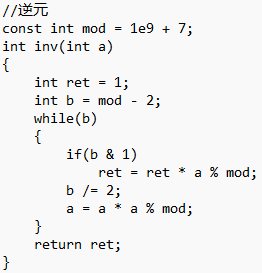 //逆元
const int mod = 1e9 + 7;
int inv(int a)
{
    int ret = 1;
    int b = mod - 2;
    while(b)
    {
        if(b & 1)
            ret = ret * a % mod;
        b /= 2;
        a = a * a % mod;
    }
    return ret;
}